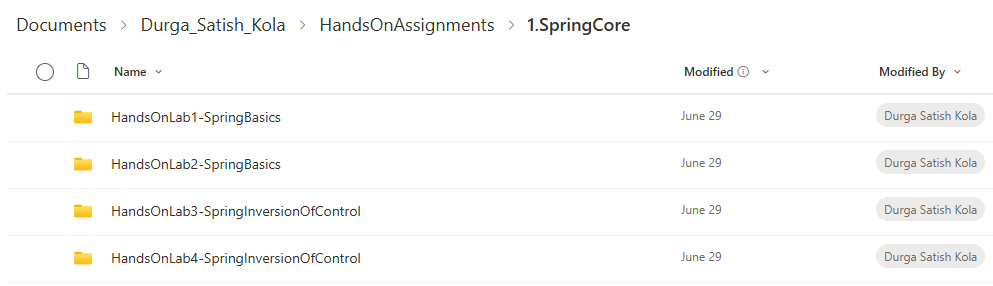 Documents > Durga_Satish_Kola > HandsOnAssignments > 1.SpringCore
Name Modified Modified By
HandsOnLab1-SpringBasics June 29 Durga Satish Kola
HandsOnLab2-SpringBasics June 29 Durga Satish Kola
HandsOnLab3-SpringInversionOfControl June 29 Durga Satish Kola
HandsOnLab4-SpringInversionOfControl June 29 Durga Satish Kola